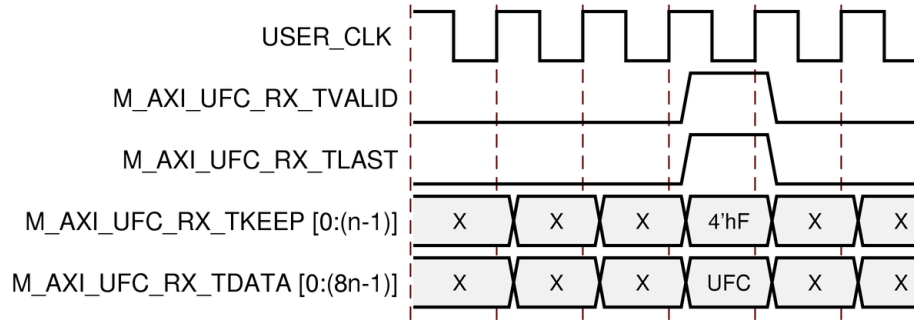 USER_CLK
M_AXI_UFC_RX_TVALID
M_AXI_UFC_RX_TLAST
M_AXI_UFC_RX_TKEEP [0:(n-1)] X X X 4’hF X X
M_AXI_UFC_RX_TDATA [0:(8n-1)] X X X UFC X X